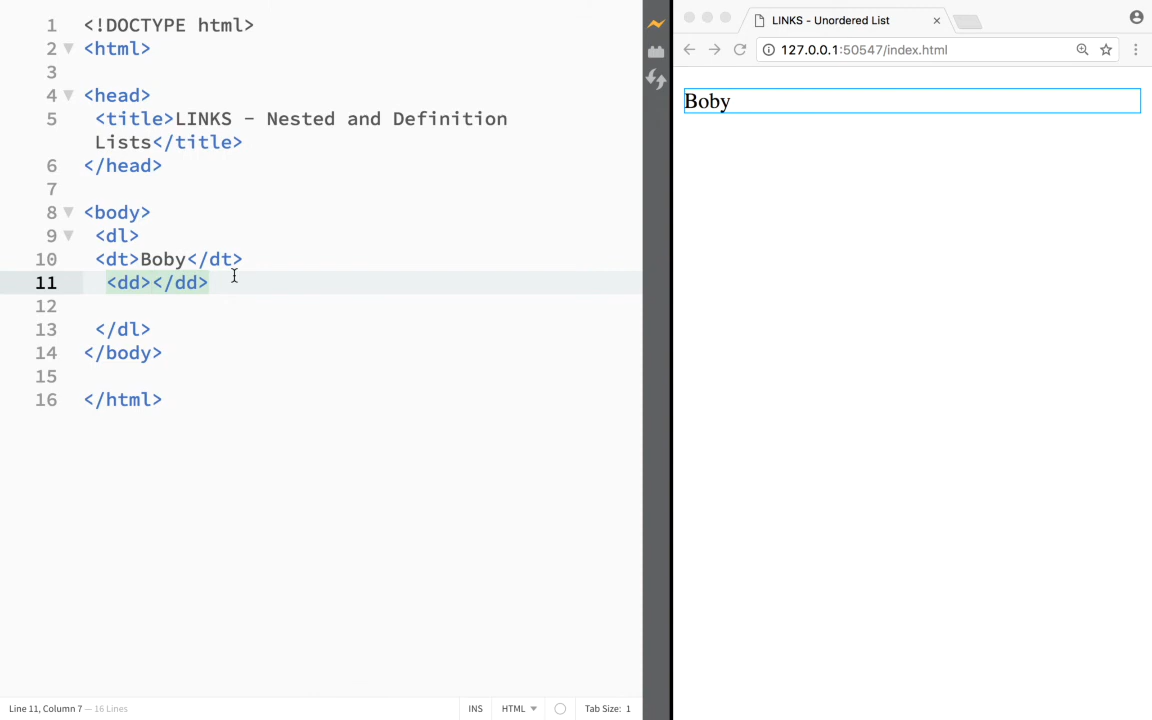 1 <!DOCTYPE html>
2 <html>
3
4 <head>
5 <title>LINKS - Nested and Definition
Lists</title>
6 </head>
7
8 <body>
9 <dl>
10 <dt>Boby</dt>
11 <dd></dd>
12
13 </dl>
14 </body>
15
16 </html>
Line 11, Column 7 — 16 Lines
INS
HTML
Tab Size: 1
LINKS - Unordered List
127.0.0.1:50547/index.html
Boby